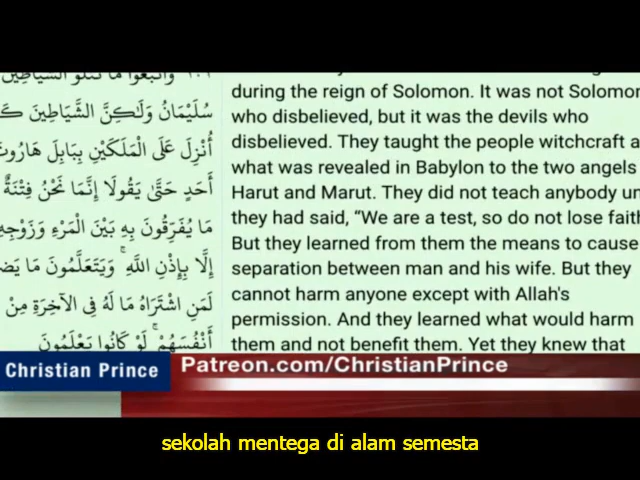 سُلَيْمَانُ وَلَٰكِنَّ الشَّيَاطِينَ
أُنْزِلَ عَلَى الْمَلَكَيْنِ بِبَابِلَ هَارُوتَ
أَحَدٍ حَتَّىٰ يَقُولَا إِنَّمَا نَحْنُ فِتْنَةٌ
مَا يُفَرِّقُونَ بِهِ بَيْنَ الْمَرْءِ وَزَوْجِهِ
إِلَّا بِإِذْنِ اللَّهِ ۚ وَيَتَعَلَّمُونَ مَا
لَمَنِ اشْتَرَاهُ مَا لَهُ فِي الْآخِرَةِ مِنْ
أَنْفُسَهُمْ ۚ لَوْ كَانُوا يَعْلَمُونَ
during the reign of Solomon. It was not Solomon
who disbelieved, but it was the devils who
disbelieved. They taught the people witchcraft a
what was revealed in Babylon to the two angels
Harut and Marut. They did not teach anybody un
they had said, “We are a test, so do not lose faith
But they learned from them the means to cause
separation between man and his wife. But they
cannot harm anyone except with Allah's
permission. And they learned what would harm
them and not benefit them. Yet they knew that
Christian Prince
Patreon.com/ChristianPrince
sekolah mentega di alam semesta